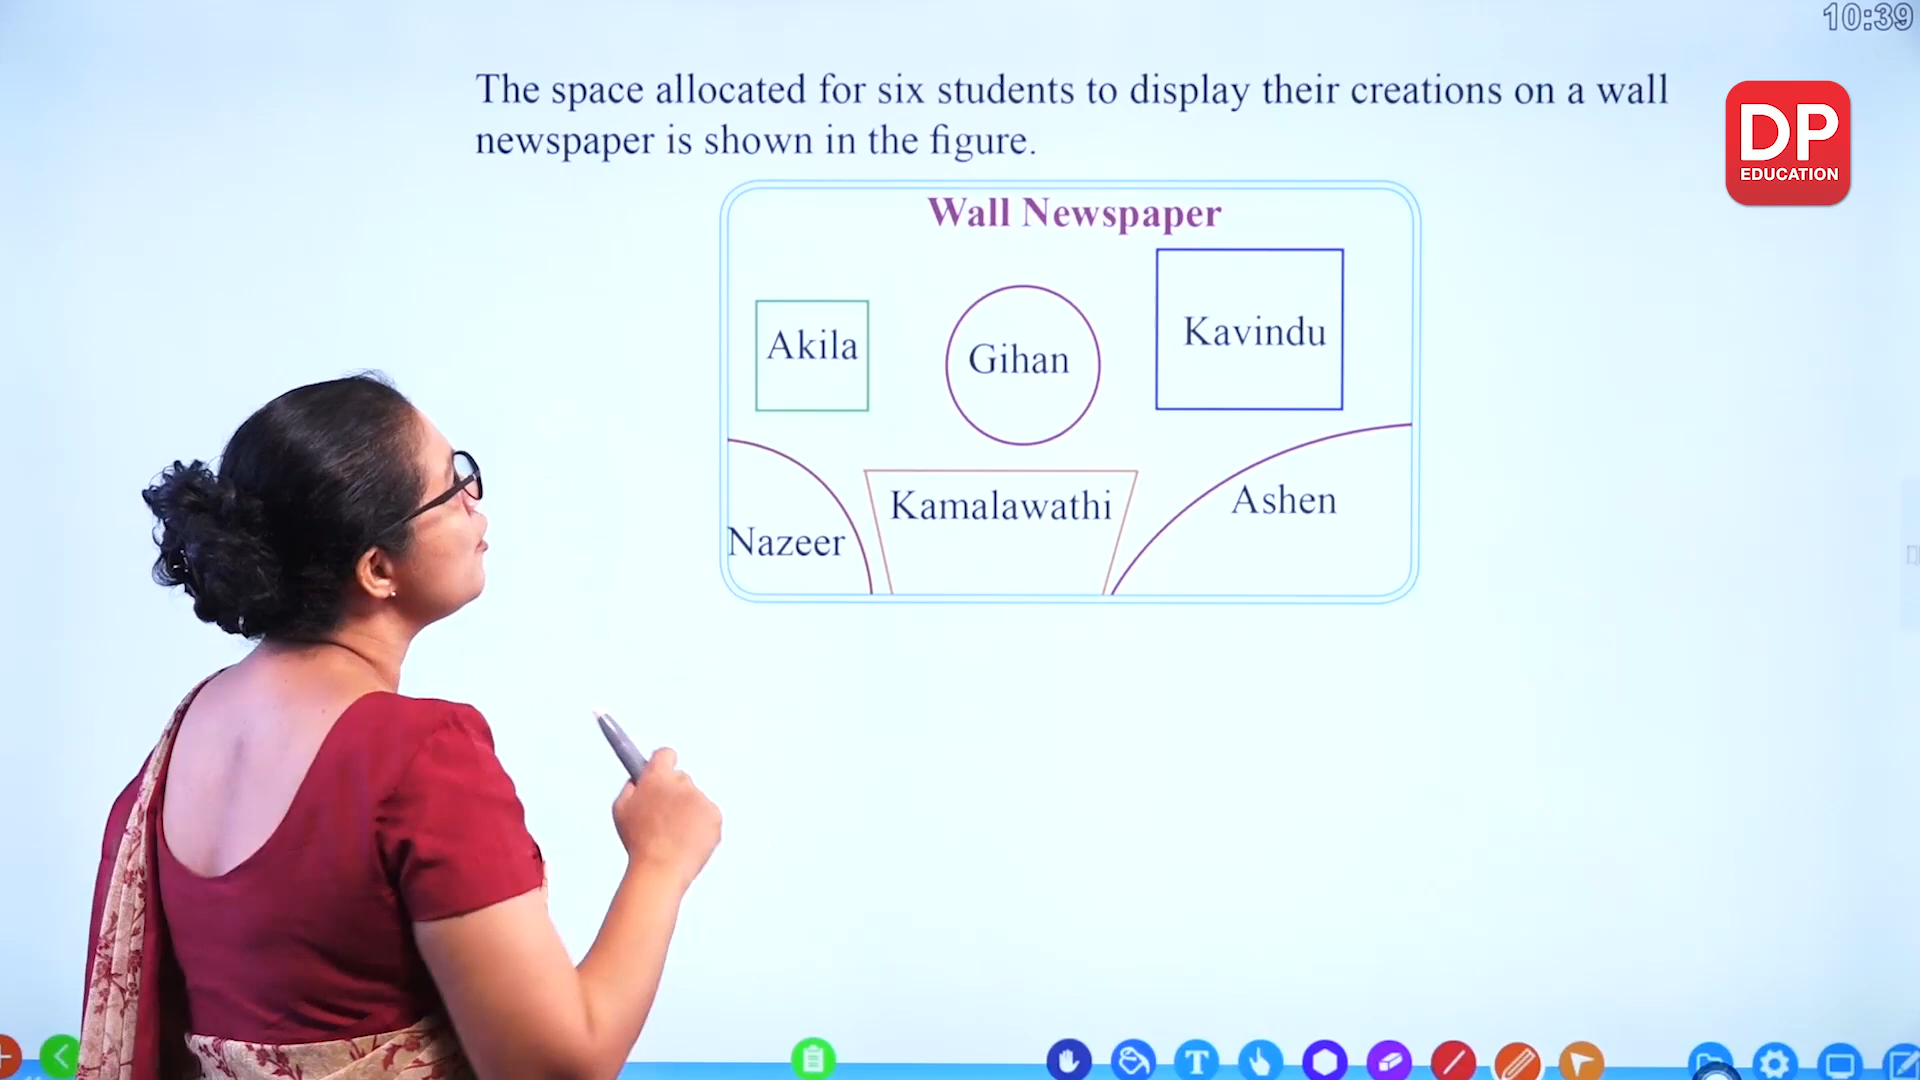 10:39
The space allocated for six students to display their creations on a wall
newspaper is shown in the figure.
DP
EDUCATION
Wall Newspaper
Akila
Gihan
Kavindu
Nazeer
Kamalawathi
Ashen
T